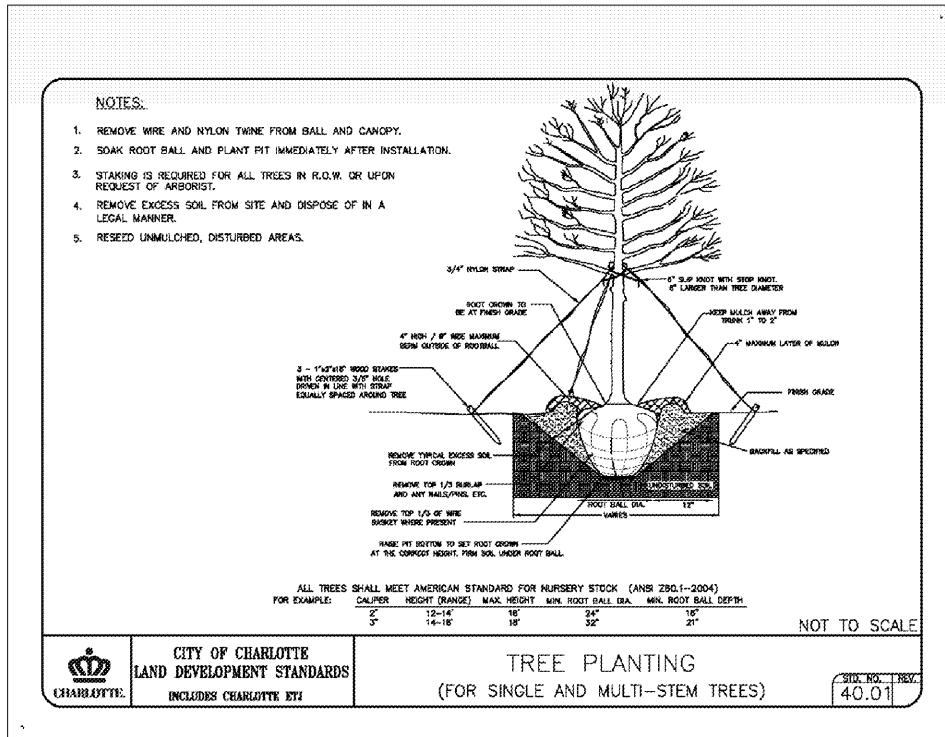 NOTES:
1. REMOVE WIRE AND NYLON TWINE FROM BALL AND CANOPY.
2. SOAK ROOT BALL AND PLANT PIT IMMEDIATELY AFTER INSTALLATION.
3. STAKING IS REQUIRED FOR ALL TREES IN R.O.W. OR UPON
REQUEST OF ARBORIST.
4. REMOVE EXCESS SOIL FROM SITE AND DISPOSE OF IN A
LEGAL MANNER.
5. RESEED UNMULCHED, DISTURBED AREAS.
3/4" NYLON STRAP
6" SLIP KNOT WITH STOP KNOT.
6" LARGER THAN TREE DIAMETER
ROOT CROWN TO
BE AT FINISH GRADE
KEEP MULCH AWAY FROM
TRUNK 1" TO 2"
4" HIGH / 8" WIDE MAXIMUM
BERM OUTSIDE OF ROOTBALL
4" MAXIMUM LAYER OF MULCH
3 - 1"x3"x18" WOOD STAKES
WITH CENTERED 3/8" HOLE
DRIVEN IN LINE WITH STRAP
EQUALLY SPACED AROUND TREE
FINISH GRADE
REMOVE TYPICAL EXCESS SOIL
FROM ROOT CROWN
BACKFILL AS SPECIFIED
REMOVE TOP 1/3 BURLAP
AND ANY NAILS/PINS, ETC.
UNDISTURBED SOIL
ROOT BALL DIA. 12"
VARIES
REMOVE TOP 1/3 OF WIRE
BASKET WHERE PRESENT
RAISE PIT BOTTOM TO SET ROOT CROWN
AT THE CORRECT HEIGHT. FIRM SOIL UNDER ROOT BALL.
ALL TREES SHALL MEET AMERICAN STANDARD FOR NURSERY STOCK (ANSI Z60.1--2004)
FOR EXAMPLE: CALIPER HEIGHT (RANGE) MAX. HEIGHT MIN. ROOT BALL DIA. MIN. ROOT BALL DEPTH
2" 12-14' 16' 24" 16"
3" 14-16' 18' 32" 21"
NOT TO SCALE
CHARLOTTE.
CITY OF CHARLOTTE
LAND DEVELOPMENT STANDARDS
INCLUDES CHARLOTTE ETJ
TREE PLANTING
(FOR SINGLE AND MULTI-STEM TREES)
STD. NO. REV.
40.01